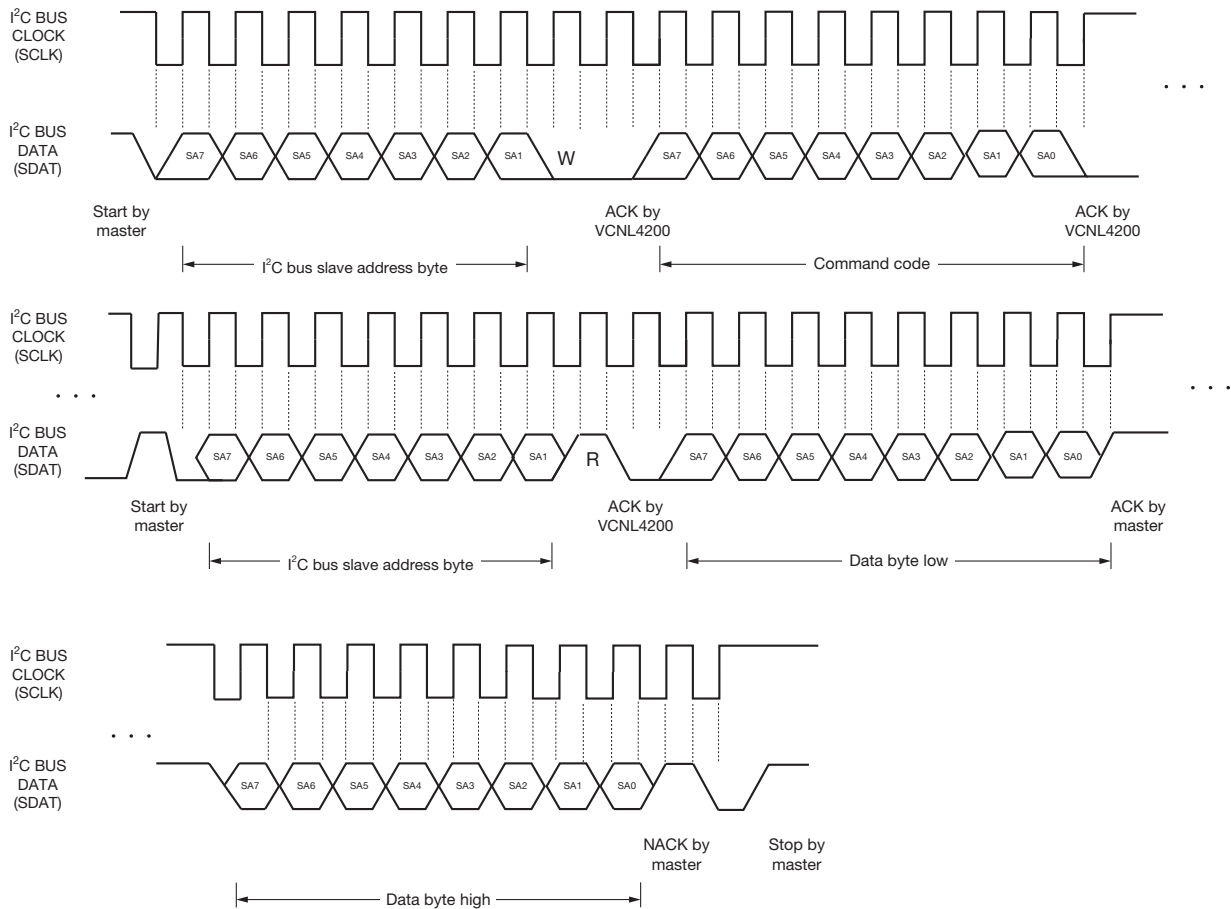 I²C BUS
CLOCK
(SCLK)
. . .
I²C BUS
DATA
(SDAT)
SA7 SA6 SA5 SA4 SA3 SA2 SA1 W SA7 SA6 SA5 SA4 SA3 SA2 SA1 SA0
Start by
master
ACK by
VCNL4200
ACK by
VCNL4200
I²C bus slave address byte
Command code
I²C BUS
CLOCK
(SCLK)
. . .
. . .
I²C BUS
DATA
(SDAT)
SA7 SA6 SA5 SA4 SA3 SA2 SA1 R SA7 SA6 SA5 SA4 SA3 SA2 SA1 SA0
Start by
master
ACK by
VCNL4200
ACK by
master
I²C bus slave address byte
Data byte low
I²C BUS
CLOCK
(SCLK)
. . .
I²C BUS
DATA
(SDAT)
SA7 SA6 SA5 SA4 SA3 SA2 SA1 SA0
NACK by
master
Stop by
master
Data byte high